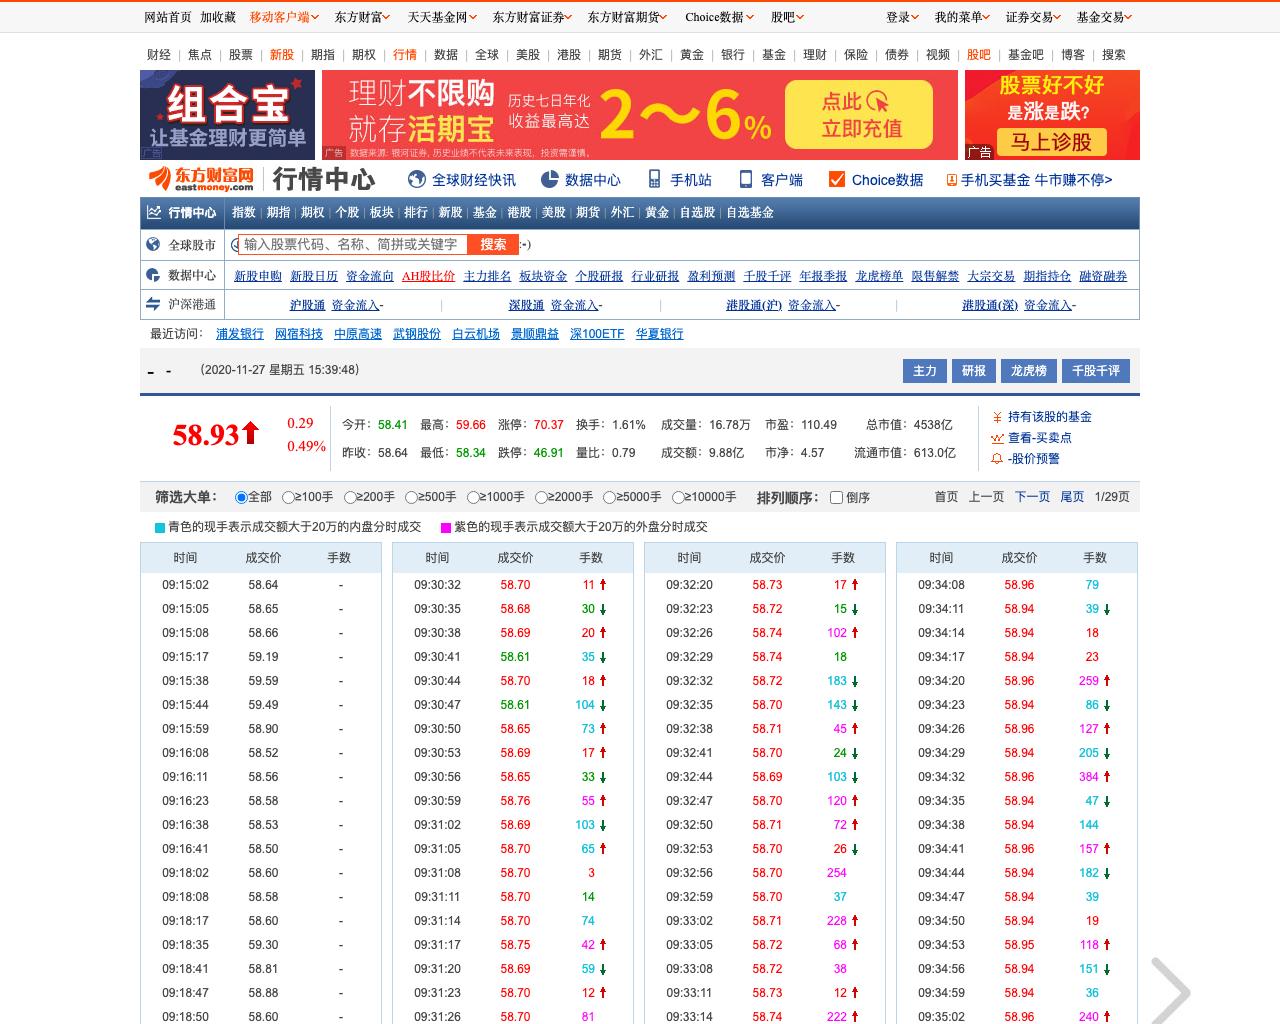 网站首页 加收藏 移动客户端 东方财富 天天基金网 东方财富证券 东方财富期货 Choice数据 股吧 登录 我的菜单 证券交易 基金交易
财经 | 焦点 | 股票 | 新股 | 期指 | 期权 | 行情 | 数据 | 全球 | 美股 | 港股 | 期货 | 外汇 | 黄金 | 银行 | 基金 | 理财 | 保险 | 债券 | 视频 | 股吧 | 基金吧 | 博客 | 搜索
组合宝
让基金理财更简单
广告
理财不限购
就存活期宝
历史七日年化
收益最高达
2～6%
点此
立即充值
广告 数据来源: 银河证券, 历史业绩不代表未来表现, 投资需谨慎。
股票好不好
是涨是跌?
马上诊股
广告
东方财富网
eastmoney.com
行情中心
全球财经快讯 数据中心 手机站 客户端 Choice数据 手机买基金 牛市赚不停>
行情中心 指数 | 期指 | 期权 | 个股 | 板块 | 排行 | 新股 | 基金 | 港股 | 美股 | 期货 | 外汇 | 黄金 | 自选股 | 自选基金
全球股市 输入股票代码、名称、简拼或关键字 搜索 :-)
数据中心 新股申购 新股日历 资金流向 AH股比价 主力排名 板块资金 个股研报 行业研报 盈利预测 千股千评 年报季报 龙虎榜单 限售解禁 大宗交易 期指持仓 融资融券
沪深港通 沪股通 资金流入- | 深股通 资金流入- | 港股通(沪) 资金流入- | 港股通(深) 资金流入-
最近访问： 浦发银行 网宿科技 中原高速 武钢股份 白云机场 景顺鼎益 深100ETF 华夏银行
- - （2020-11-27 星期五 15:39:48） 主力 研报 龙虎榜 千股千评
58.93 0.29
0.49%
今开：58.41 最高：59.66 涨停：70.37 换手：1.61% 成交量：16.78万 市盈：110.49 总市值：4538亿
昨收：58.64 最低：58.34 跌停：46.91 量比：0.79 成交额：9.88亿 市净：4.57 流通市值：613.0亿
持有该股的基金
查看-买卖点
-股价预警
筛选大单： 全部 ≥100手 ≥200手 ≥500手 ≥1000手 ≥2000手 ≥5000手 ≥10000手 排列顺序： 倒序 首页 上一页 下一页 尾页 1/29页
青色的现手表示成交额大于20万的内盘分时成交 紫色的现手表示成交额大于20万的外盘分时成交
时间 成交价 手数 时间 成交价 手数 时间 成交价 手数 时间 成交价 手数
09:15:02 58.64 - 09:30:32 58.70 11 09:32:20 58.73 17 09:34:08 58.96 79
09:15:05 58.65 - 09:30:35 58.68 30 09:32:23 58.72 15 09:34:11 58.94 39
09:15:08 58.66 - 09:30:38 58.69 20 09:32:26 58.74 102 09:34:14 58.94 18
09:15:17 59.19 - 09:30:41 58.61 35 09:32:29 58.74 18 09:34:17 58.94 23
09:15:38 59.59 - 09:30:44 58.70 18 09:32:32 58.72 183 09:34:20 58.96 259
09:15:44 59.49 - 09:30:47 58.61 104 09:32:35 58.70 143 09:34:23 58.94 86
09:15:59 58.90 - 09:30:50 58.65 73 09:32:38 58.71 45 09:34:26 58.96 127
09:16:08 58.52 - 09:30:53 58.69 17 09:32:41 58.70 24 09:34:29 58.94 205
09:16:11 58.56 - 09:30:56 58.65 33 09:32:44 58.69 103 09:34:32 58.96 384
09:16:23 58.58 - 09:30:59 58.76 55 09:32:47 58.70 120 09:34:35 58.94 47
09:16:38 58.53 - 09:31:02 58.69 103 09:32:50 58.71 72 09:34:38 58.94 144
09:16:41 58.50 - 09:31:05 58.70 65 09:32:53 58.70 26 09:34:41 58.96 157
09:18:02 58.60 - 09:31:08 58.70 3 09:32:56 58.70 254 09:34:44 58.94 182
09:18:08 58.58 - 09:31:11 58.70 14 09:32:59 58.70 37 09:34:47 58.94 39
09:18:17 58.60 - 09:31:14 58.70 74 09:33:02 58.71 228 09:34:50 58.94 19
09:18:35 59.30 - 09:31:17 58.75 42 09:33:05 58.72 68 09:34:53 58.95 118
09:18:41 58.81 - 09:31:20 58.69 59 09:33:08 58.72 38 09:34:56 58.94 151
09:18:47 58.88 - 09:31:23 58.70 12 09:33:11 58.73 12 09:34:59 58.94 36
09:18:50 58.60 - 09:31:26 58.70 81 09:33:14 58.74 222 09:35:02 58.96 240